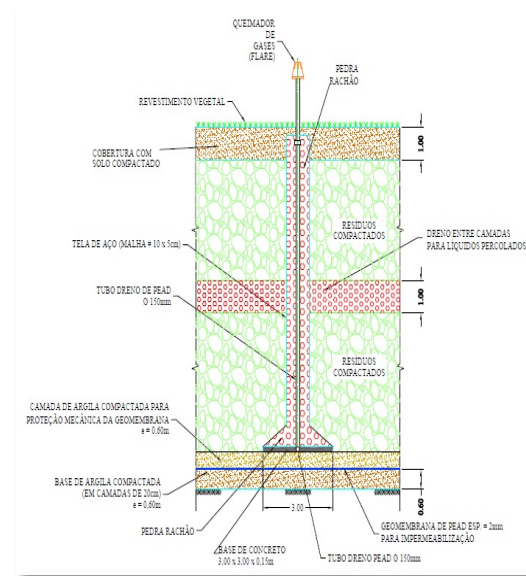 QUEIMADOR
DE
GASES
(FLARE)
PEDRA
RACHÃO
REVESTIMENTO VEGETAL
1.00
COBERTURA COM
SOLO COMPACTADO
RESÍDUOS
COMPACTADOS
DRENO ENTRE CAMADAS
PARA LÍQUIDOS PERCOLADOS
TELA DE AÇO (MALHA # 10 x 5cm)
TUBO DRENO DE PEAD
O 150mm
1.00
RESÍDUOS
COMPACTADOS
CAMADA DE ARGILA COMPACTADA PARA
PROTEÇÃO MECÂNICA DA GEOMEMBRANA
e = 0,60m
BASE DE ARGILA COMPACTADA
(EM CAMADAS DE 20cm)
e = 0,60m
0.60
3.00
PEDRA RACHÃO
GEOMEMBRANA DE PEAD ESP. = 2mm
PARA IMPERMEABILIZAÇÃO
BASE DE CONCRETO
3,00 x 3,00 x 0,15m
TUBO DRENO PEAD O 150mm